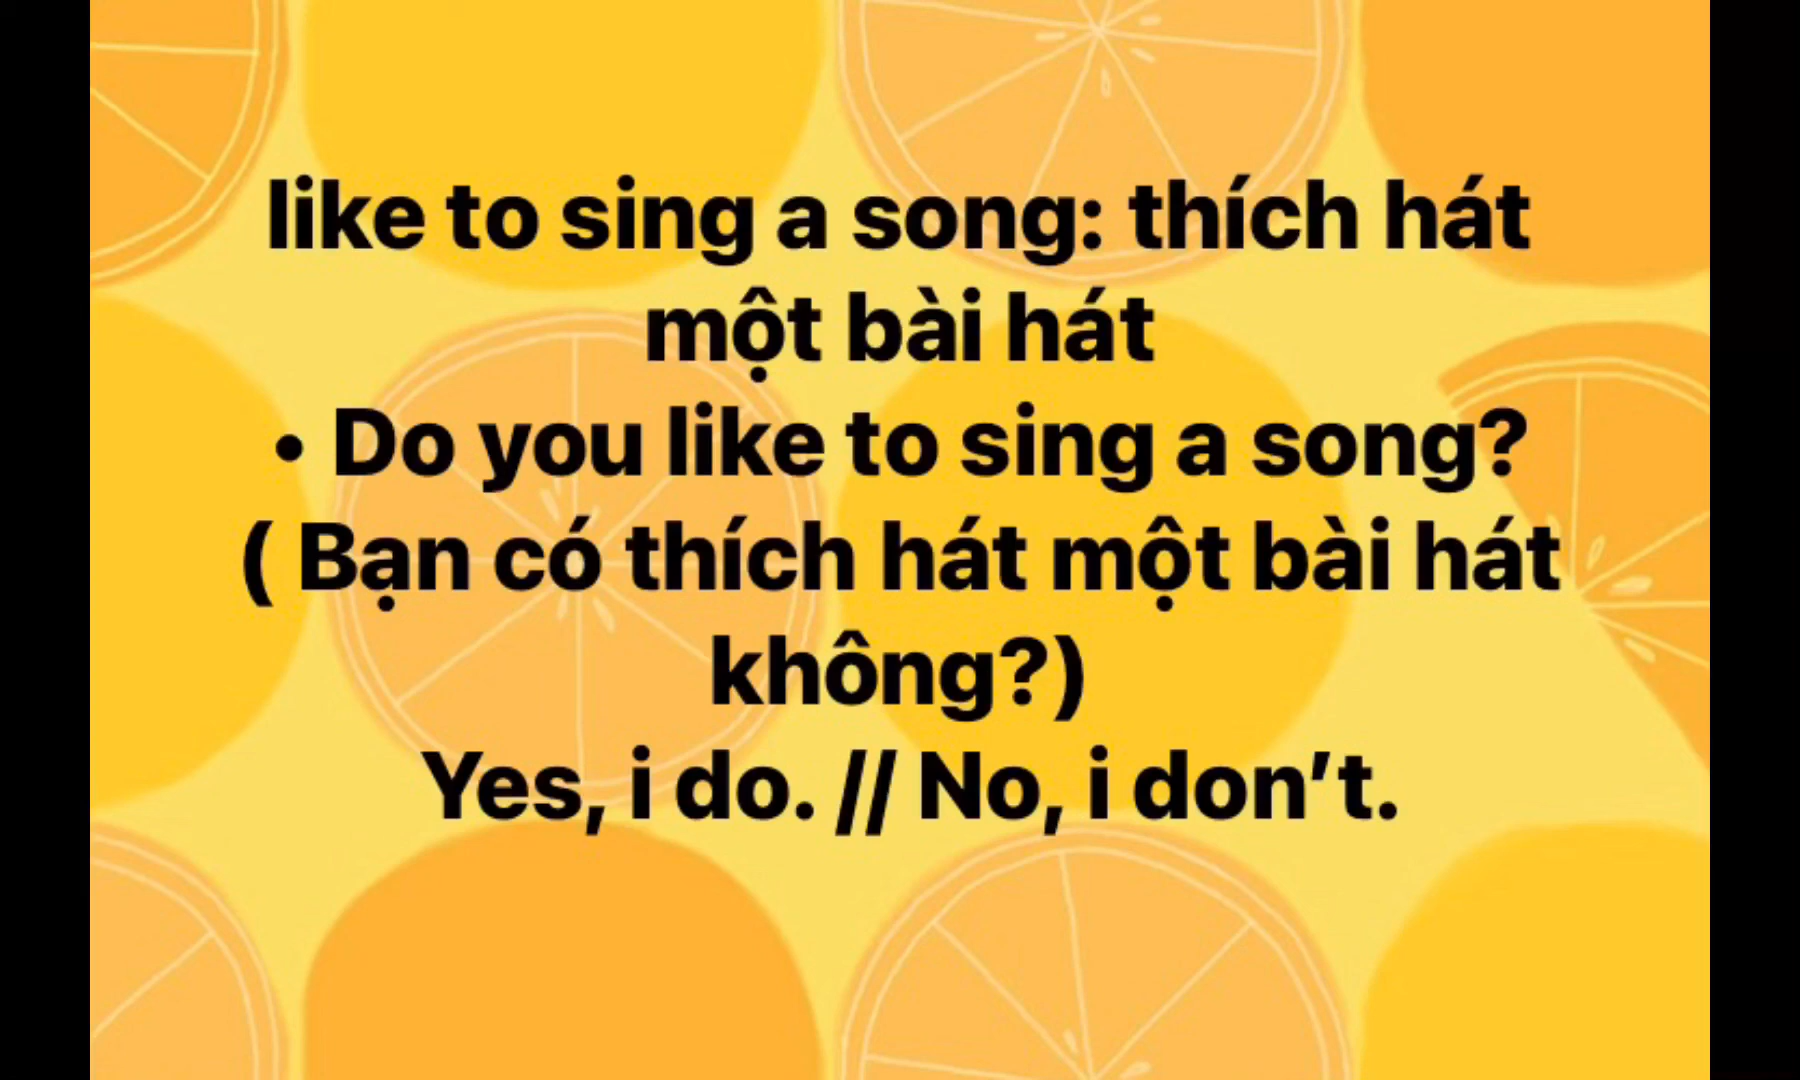 like to sing a song: thích hát
một bài hát
• Do you like to sing a song?
( Bạn có thích hát một bài hát
không?)
Yes, i do. // No, i don’t.